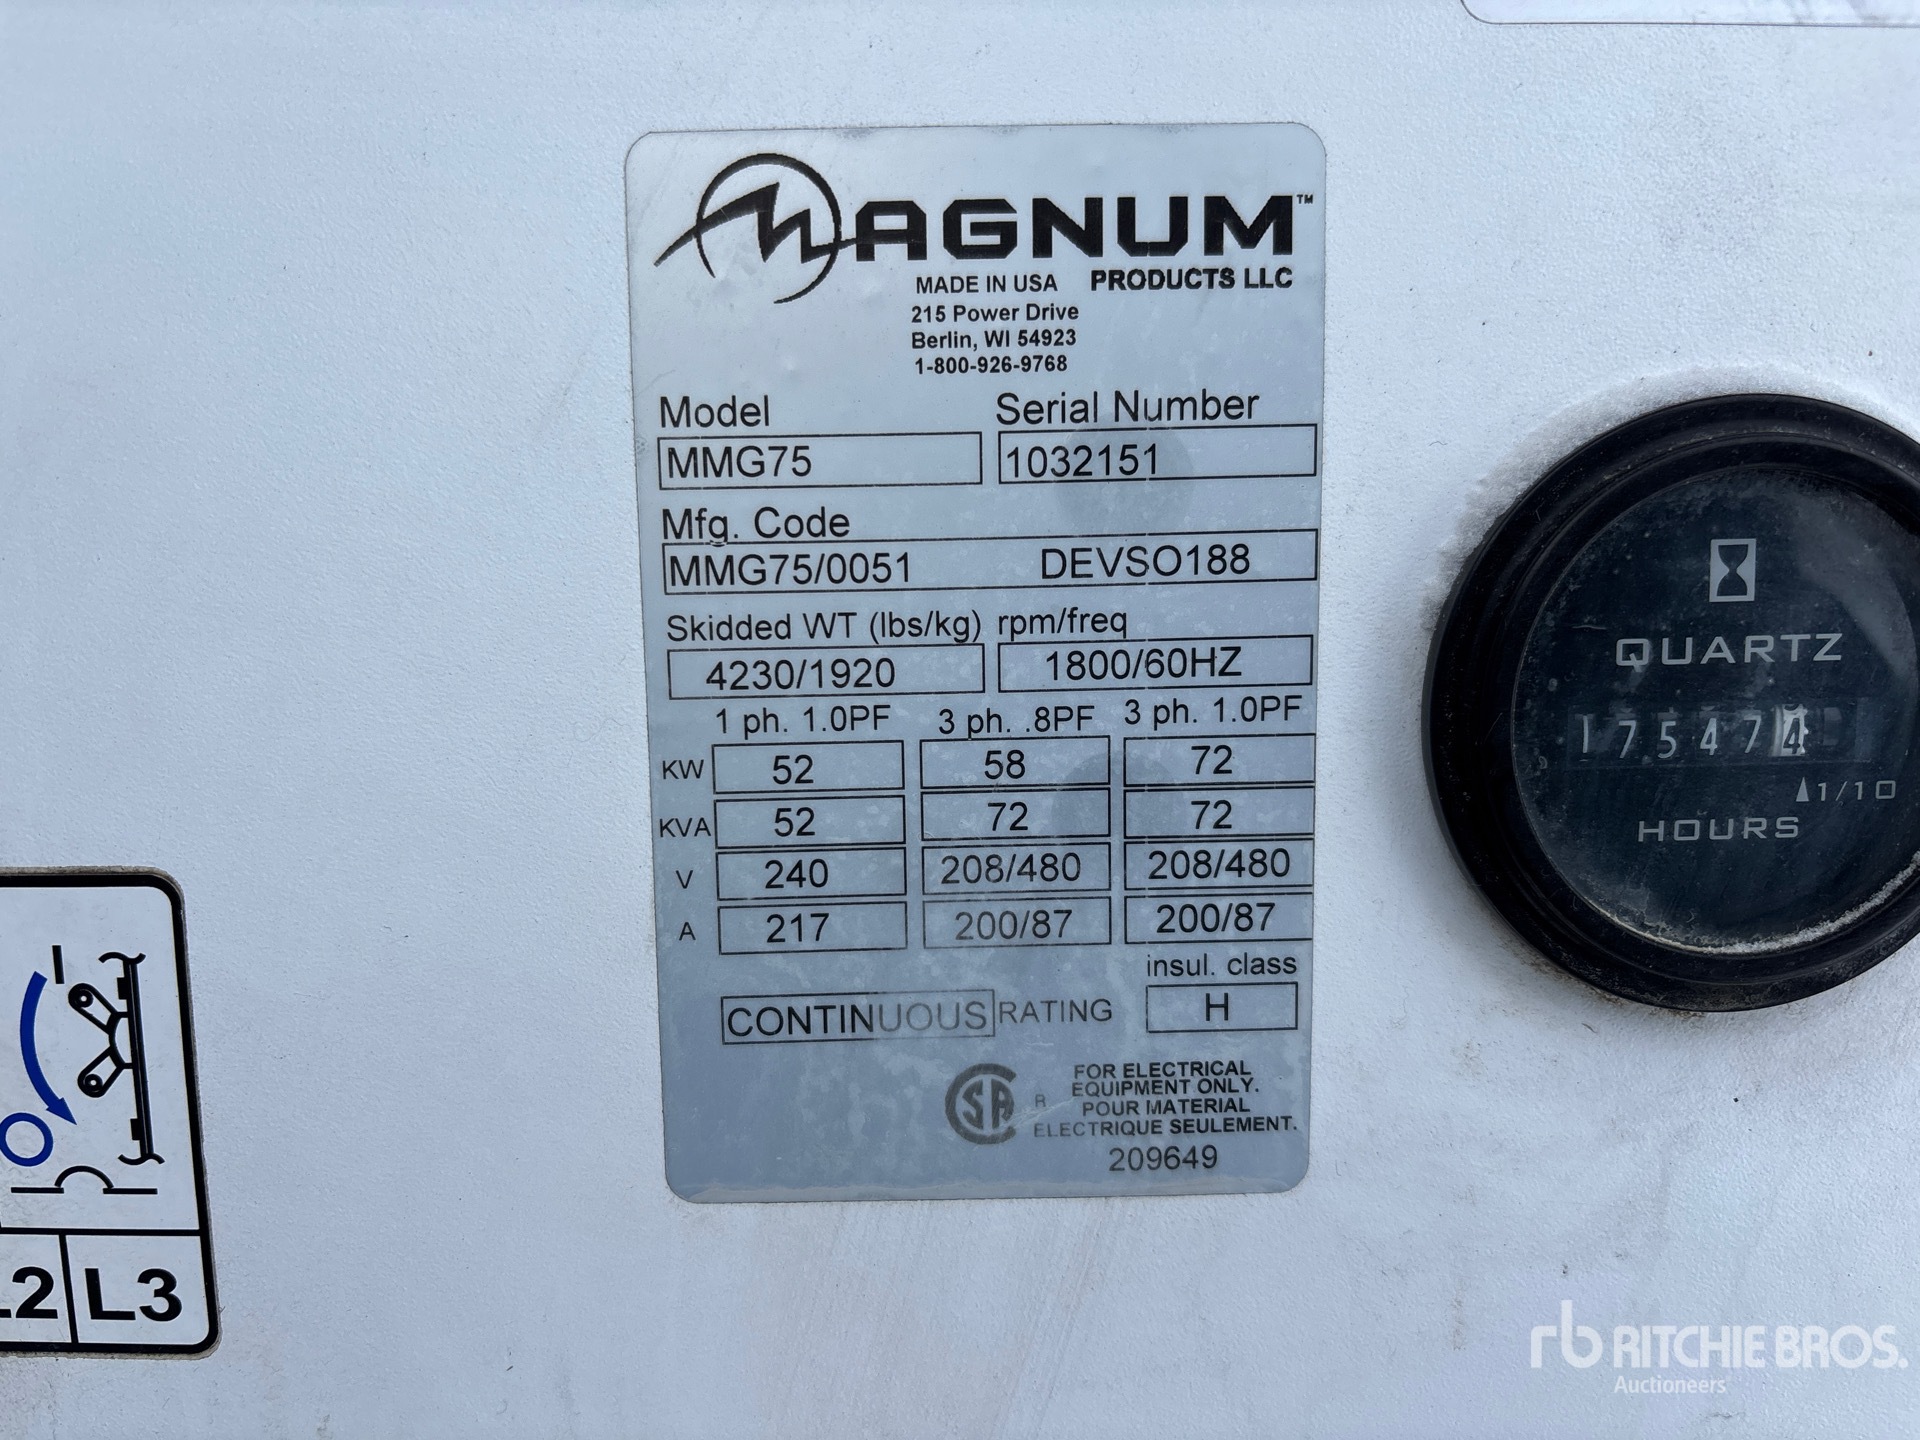 MAGNUM™
MADE IN USA PRODUCTS LLC
215 Power Drive
Berlin, WI 54923
1-800-926-9768
Model Serial Number
MMG75 1032151
Mfg. Code
MMG75/0051 DEVSO188
Skidded WT (lbs/kg) rpm/freq
4230/1920 1800/60HZ
1 ph. 1.0PF 3 ph. .8PF 3 ph. 1.0PF
KW 52 58 72
KVA 52 72 72
V 240 208/480 208/480
A 217 200/87 200/87
insul. class
CONTINUOUS RATING H
FOR ELECTRICAL
EQUIPMENT ONLY.
POUR MATERIAL
ELECTRIQUE SEULEMENT.
CSA R
209649
QUARTZ
175474
1/10
HOURS
L2 L3
rb RITCHIE BROS.
Auctioneers